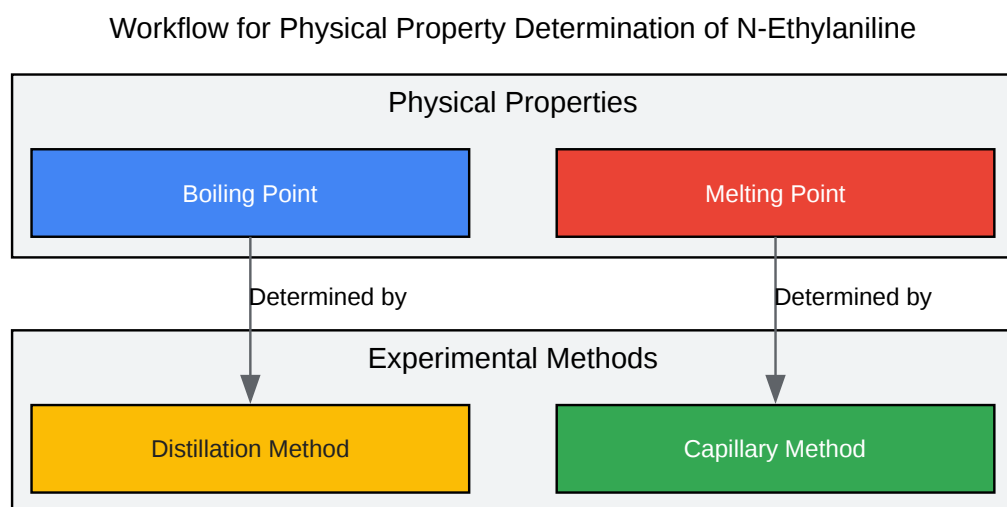 Workflow for Physical Property Determination of N-Ethylaniline
Physical Properties
Boiling Point
Melting Point
Determined by
Determined by
Experimental Methods
Distillation Method
Capillary Method